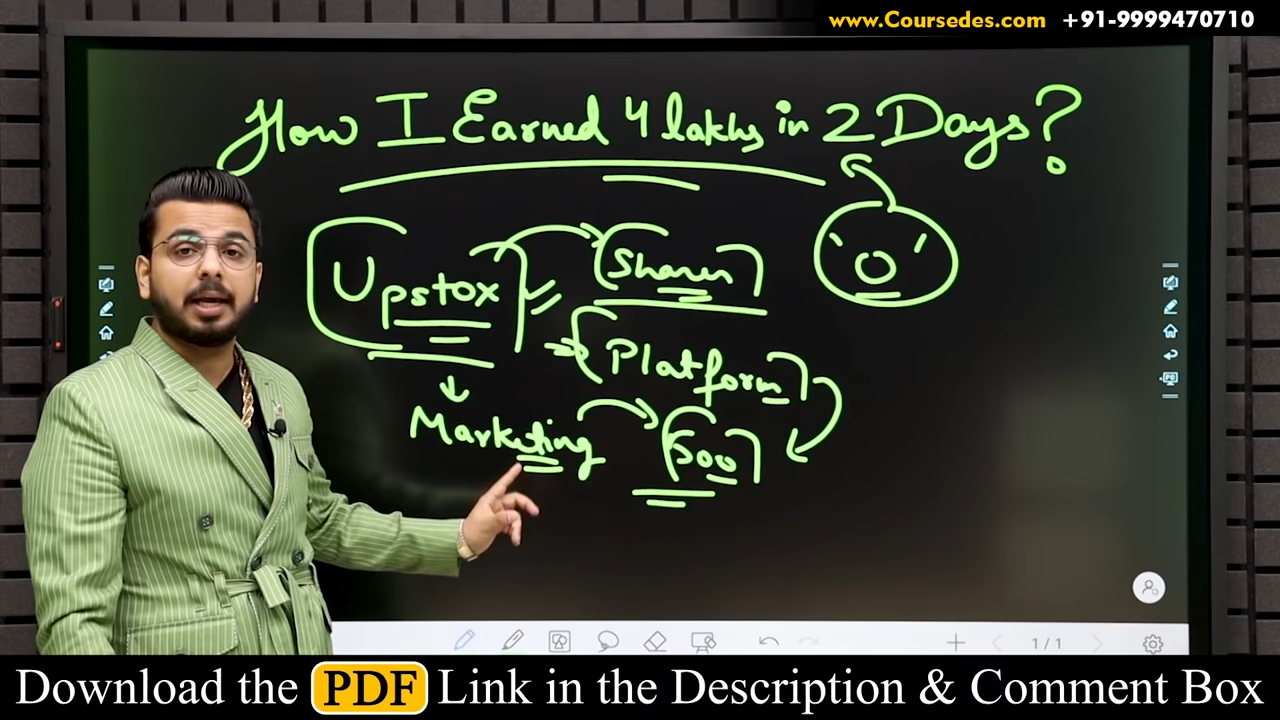 www.Coursedes.com +91-9999470710
How I Earned 4 lakhs in 2 Days?
Upstox
Shares
Platform
Marketing
500
1 / 1
Download the PDF Link in the Description & Comment Box